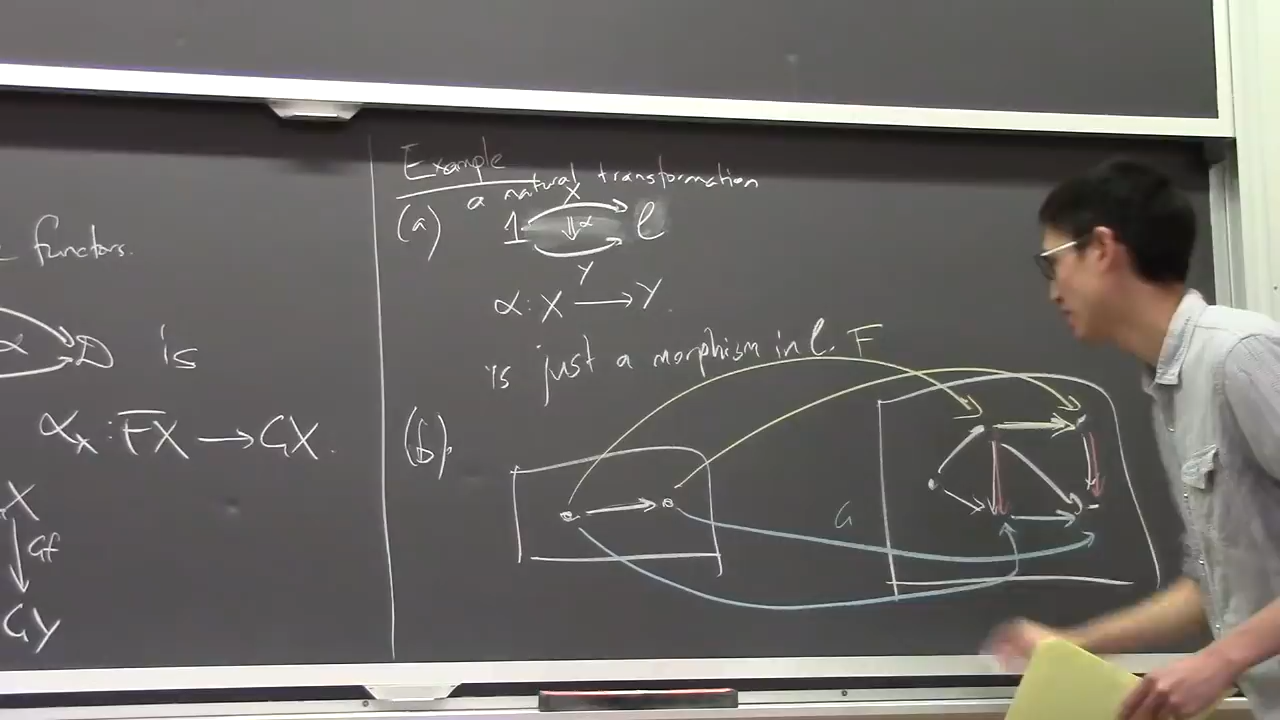 functors.
α D is
αₓ : FX → GX.
X
Gf
GY
Example
a natural transformation
(a) 1 X ⇓α Y C
α : X → Y.
is just a morphism in C.
(b).
F
G